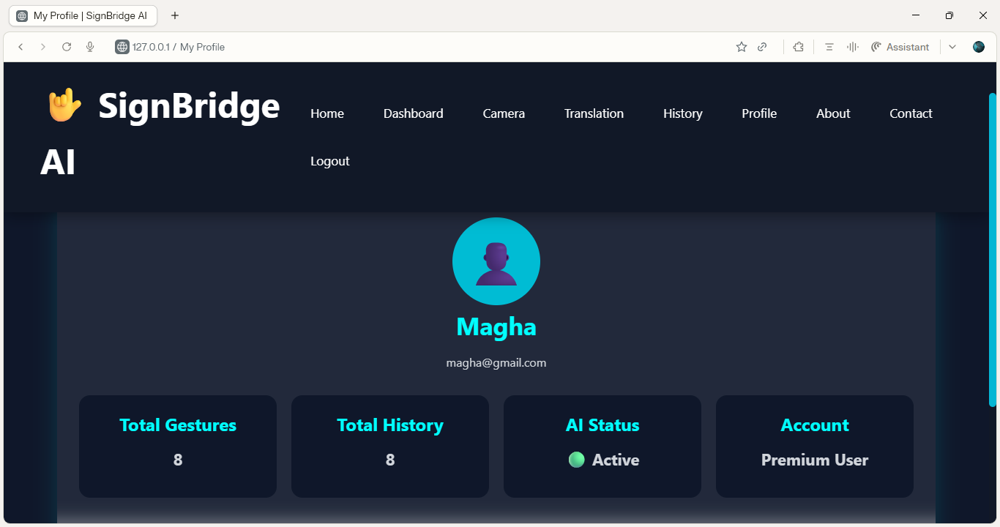 My Profile | SignBridge AI
127.0.0.1 / My Profile
Assistant
SignBridge
AI
Home Dashboard Camera Translation History Profile About Contact
Logout
Magha
magha@gmail.com
Total Gestures
8
Total History
8
AI Status
Active
Account
Premium User